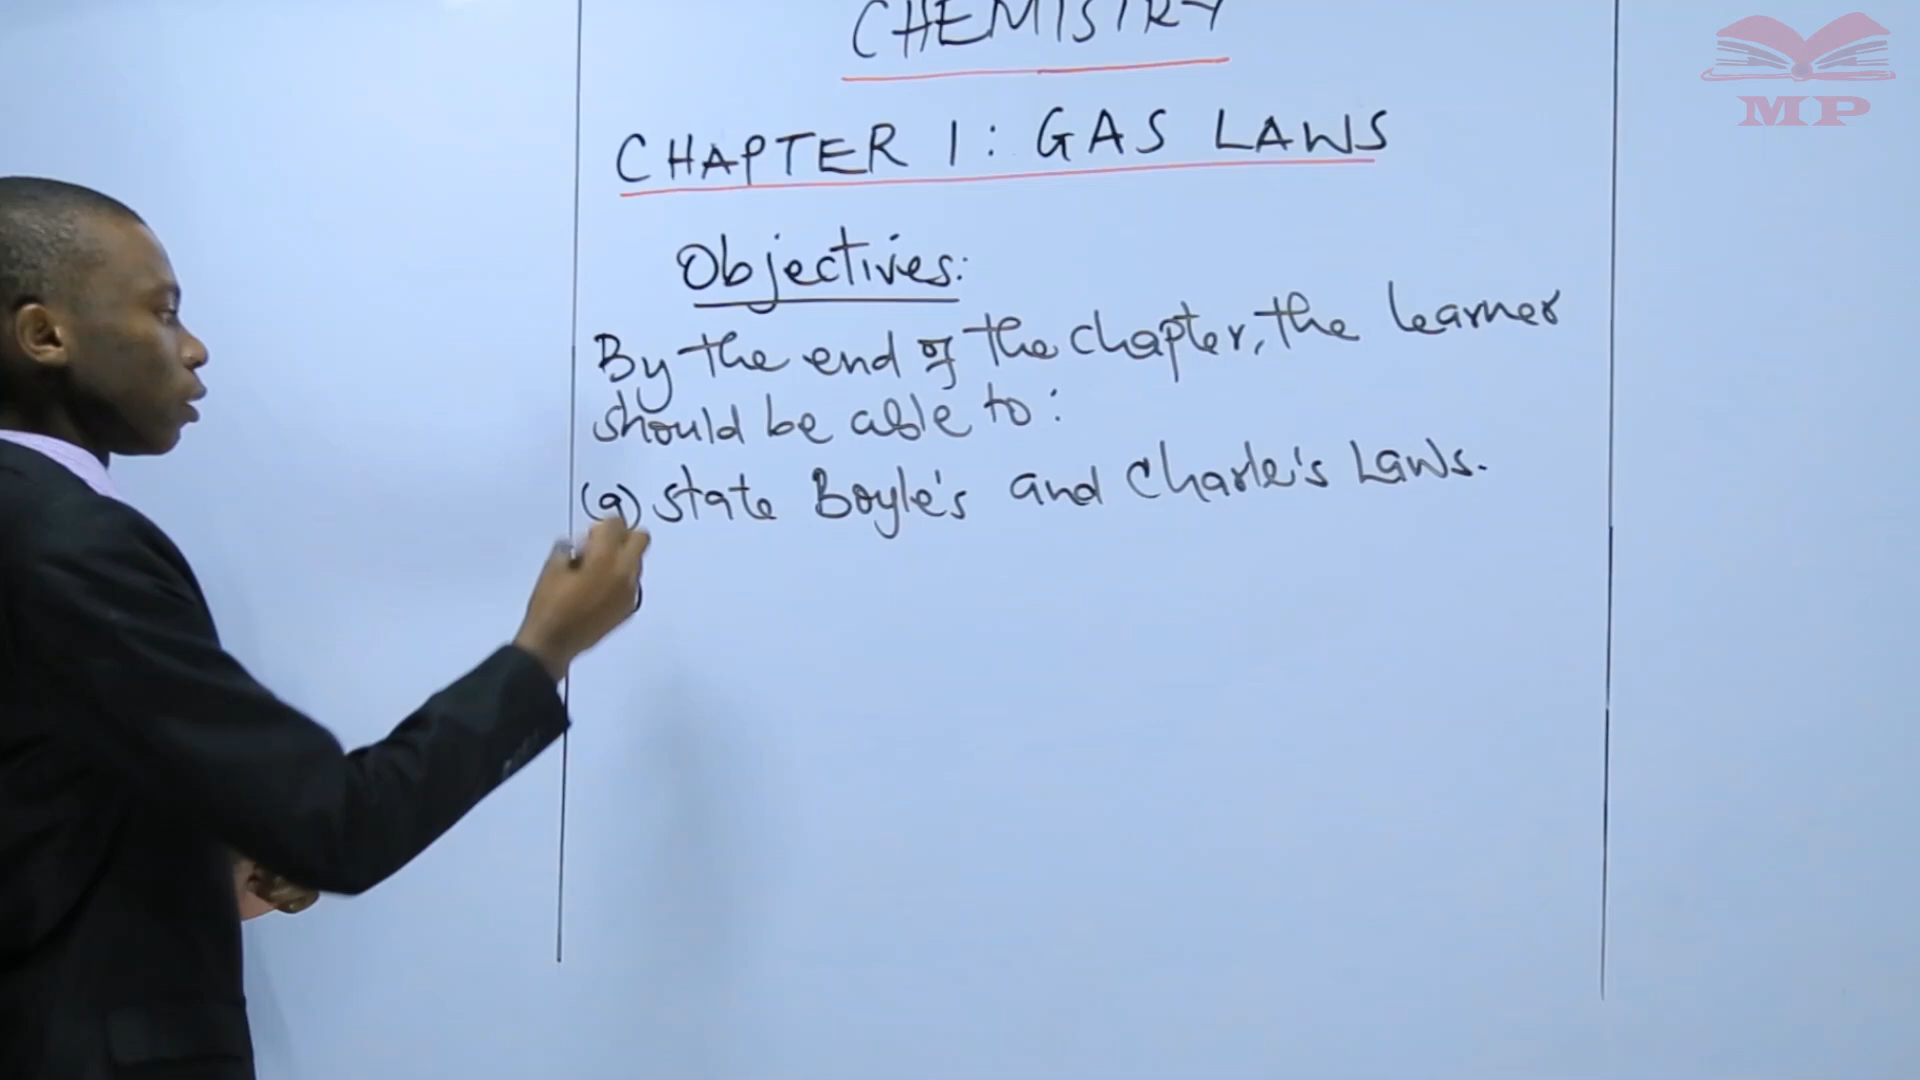 CHEMISTRY
CHAPTER 1: GAS LAWS
Objectives:
By the end of the chapter, the learner
should be able to:
(a) state Boyle's and Charle's Laws.
MP